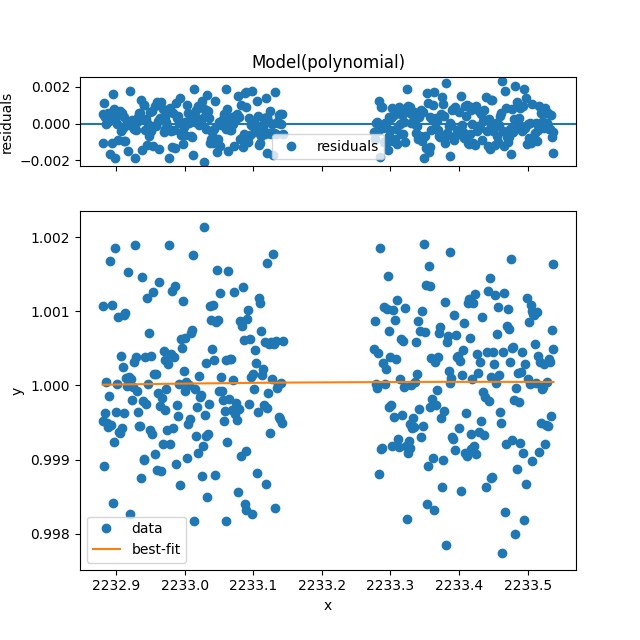 Model(polynomial)
residuals
0.002
0.000
−0.002
residuals
y
1.002
1.001
1.000
0.999
0.998
data
best-fit
2232.9 2233.0 2233.1 2233.2 2233.3 2233.4 2233.5
x